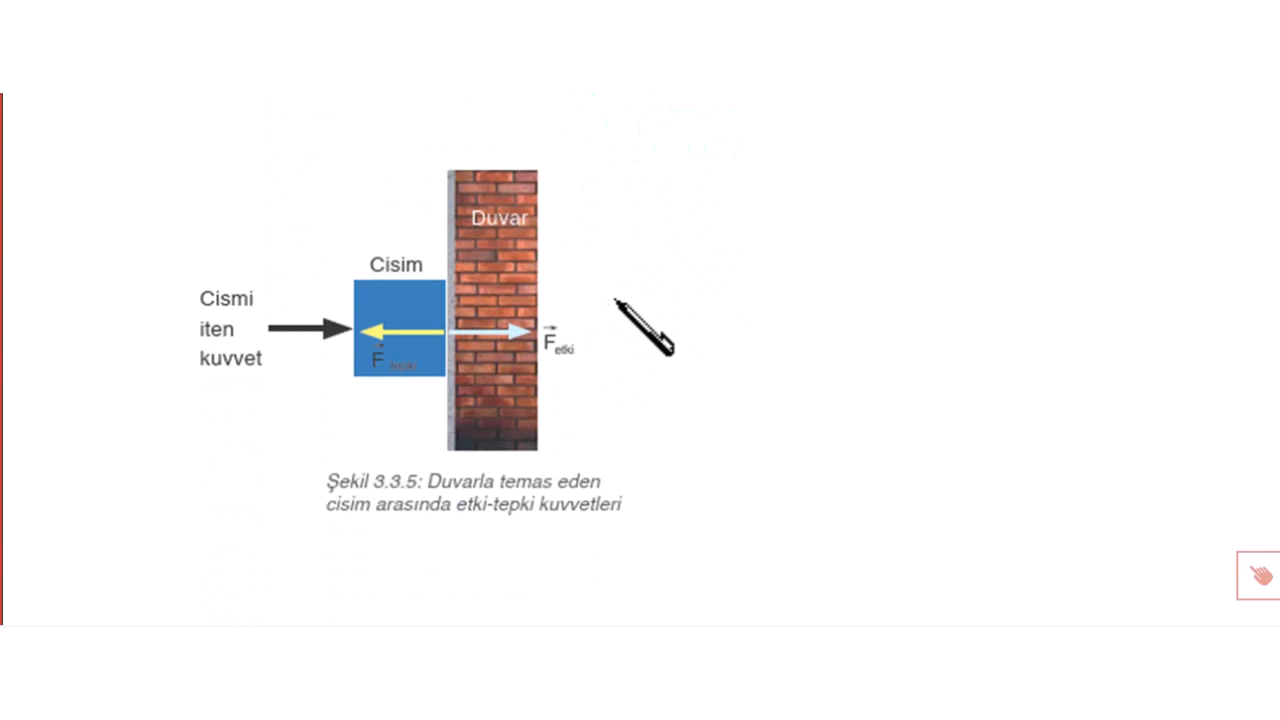 Duvar
Cisim
Cismi
iten
kuvvet
F etki
F
Şekil 3.3.5: Duvarla temas eden
cisim arasında etki-tepki kuvvetleri